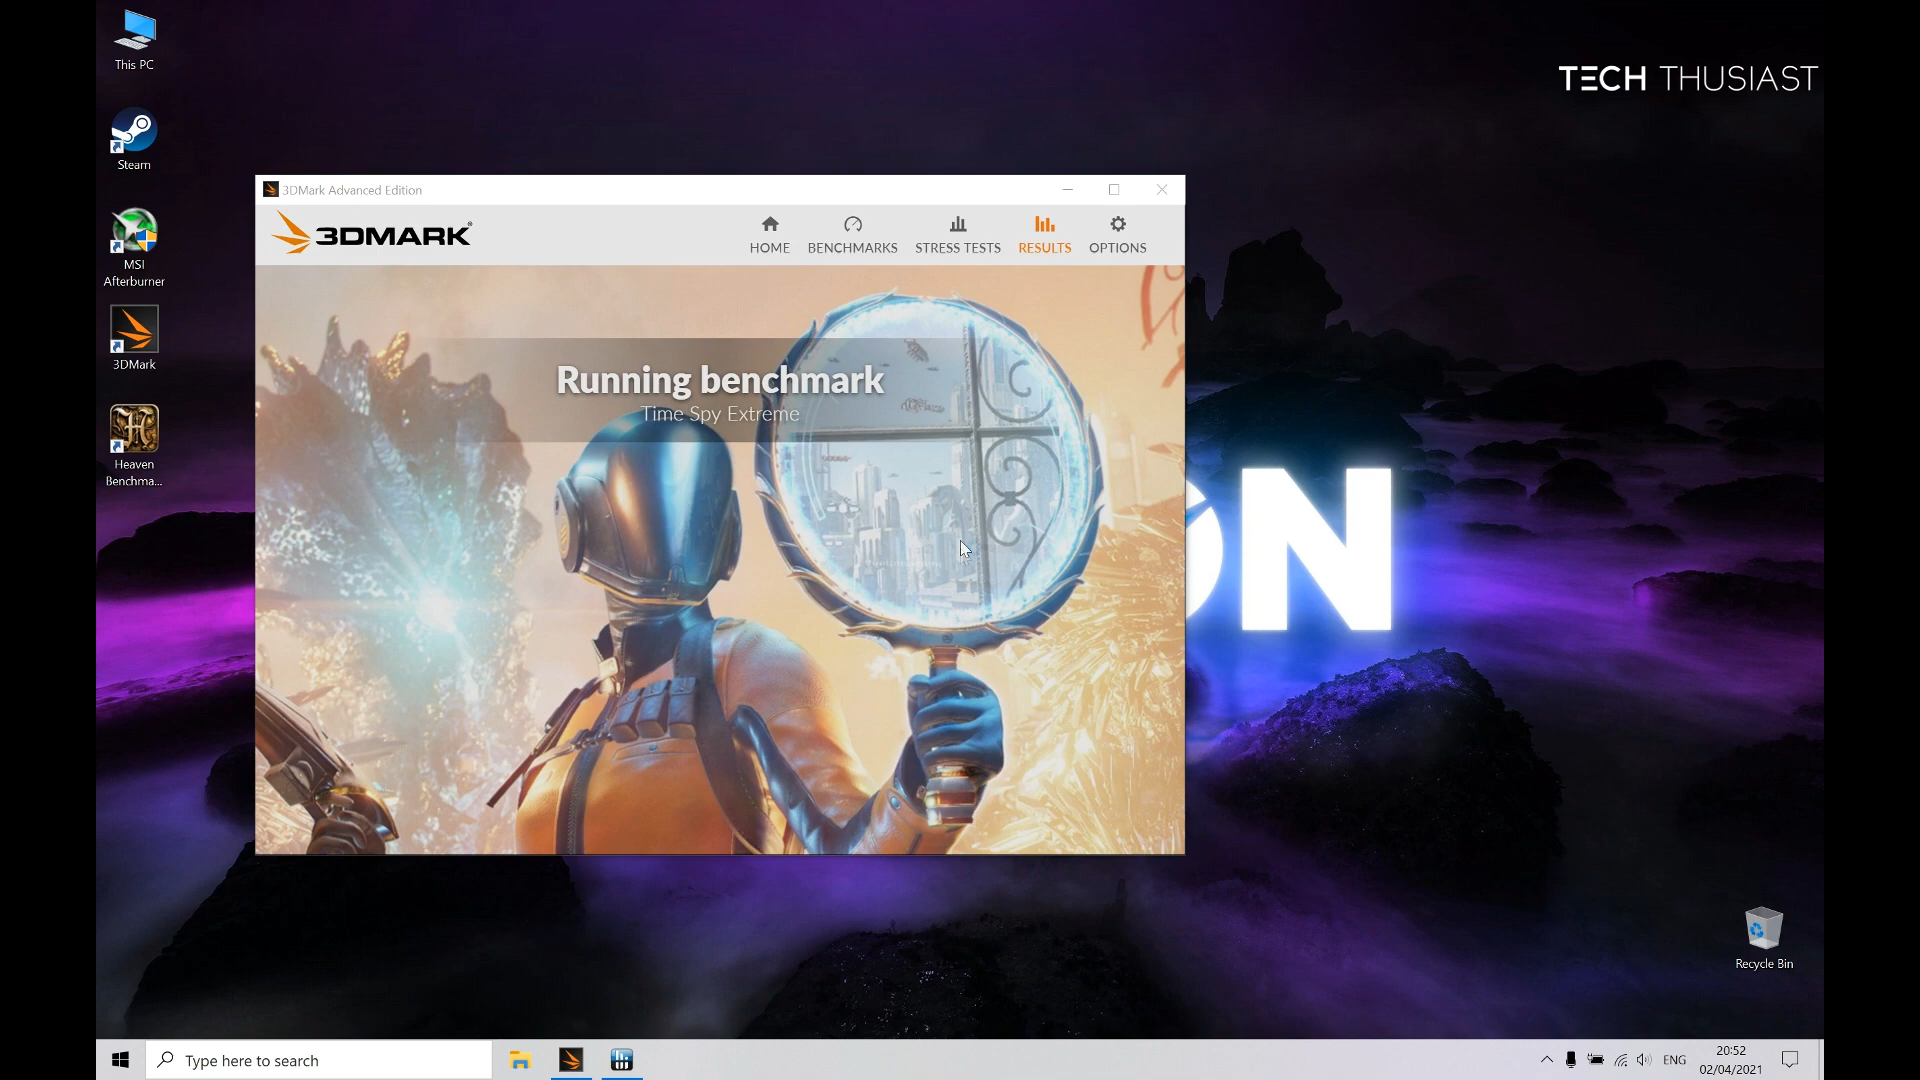 This PC
Steam
MSI
Afterburner
3DMark
Heaven
Benchma...
TECH THUSIAST
3DMark Advanced Edition
3DMARK®
HOME
BENCHMARKS
STRESS TESTS
RESULTS
OPTIONS
Running benchmark
Time Spy Extreme
ON
Recycle Bin
Type here to search
ENG
20:52
02/04/2021